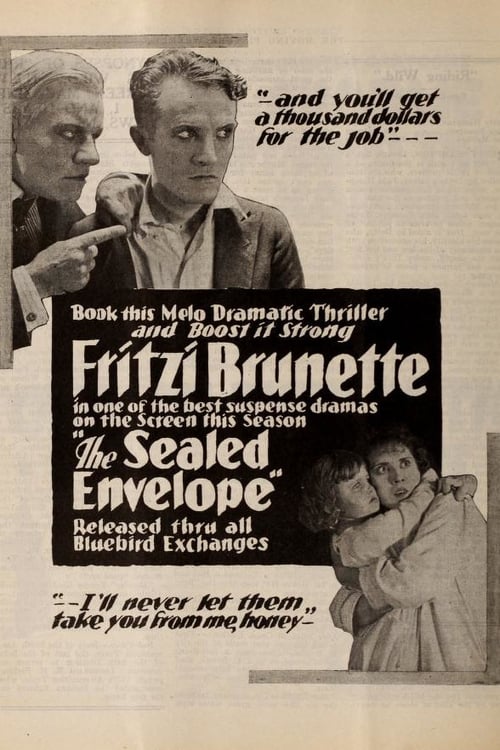 "-and you'll get
a thousand dollars
for the job"---
Book this Melo Dramatic Thriller
and Boost it Strong
Fritzi Brunette
in one of the best suspense dramas
on the Screen this Season
"The Sealed
Envelope"
Released thru all
Bluebird Exchanges
"--I'll never let them
take you from me, honey-"
"Riding Wild"